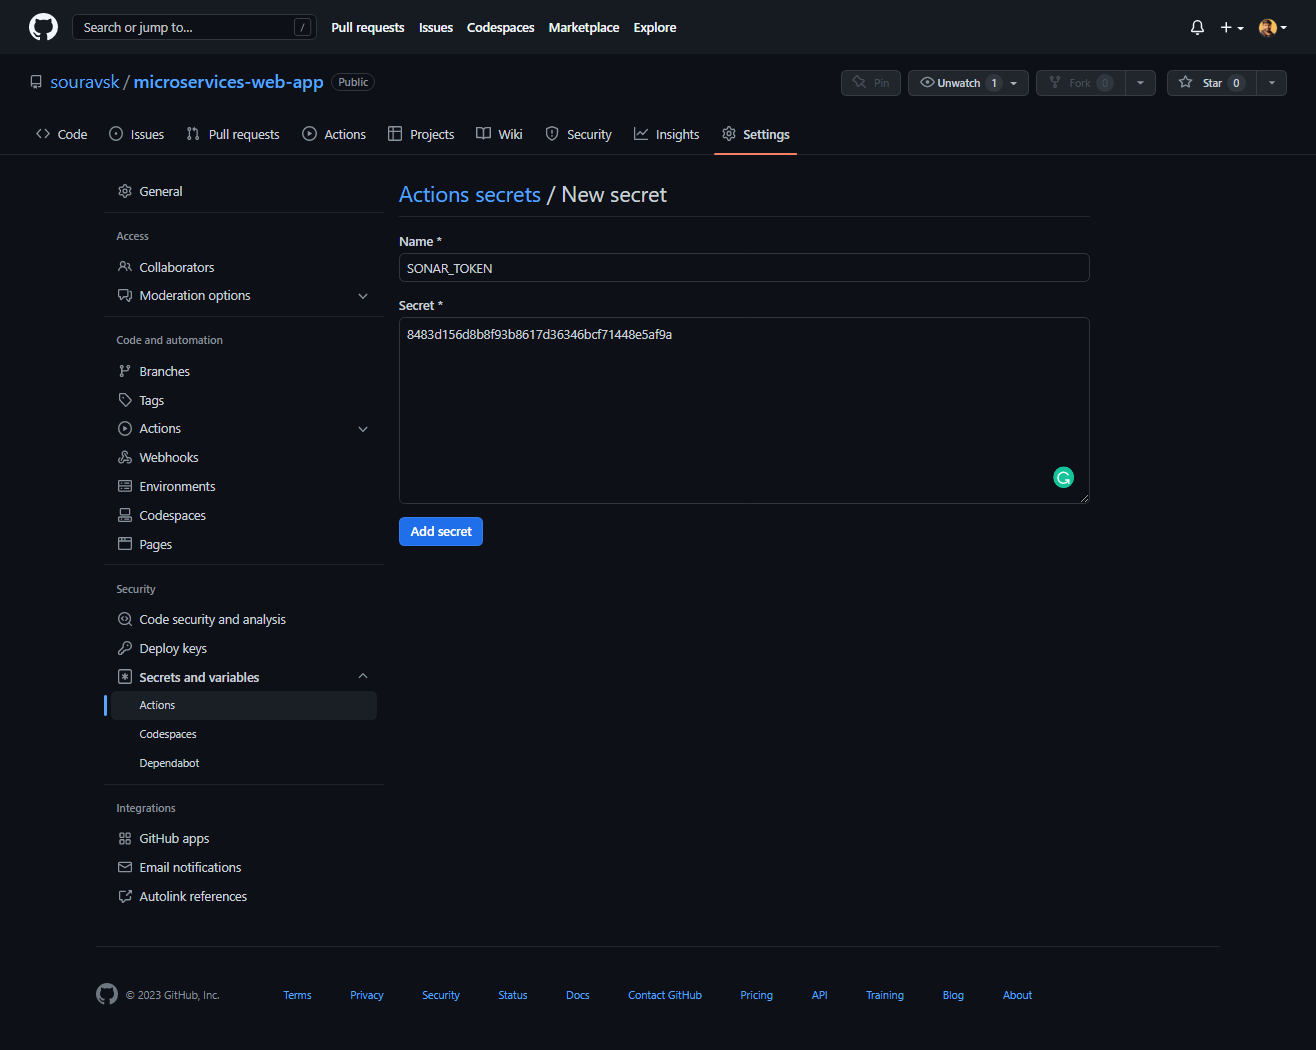 Search or jump to... /
Pull requests Issues Codespaces Marketplace Explore
souravsk / microservices-web-app Public
Pin Unwatch 1 Fork 0 Star 0
Code Issues Pull requests Actions Projects Wiki Security Insights Settings
General
Access
Collaborators
Moderation options
Code and automation
Branches
Tags
Actions
Webhooks
Environments
Codespaces
Pages
Security
Code security and analysis
Deploy keys
Secrets and variables
Actions
Codespaces
Dependabot
Integrations
GitHub apps
Email notifications
Autolink references
Actions secrets / New secret
Name *
SONAR_TOKEN
Secret *
8483d156d8b8f93b8617d36346bcf71448e5af9a
Add secret
© 2023 GitHub, Inc. Terms Privacy Security Status Docs Contact GitHub Pricing API Training Blog About